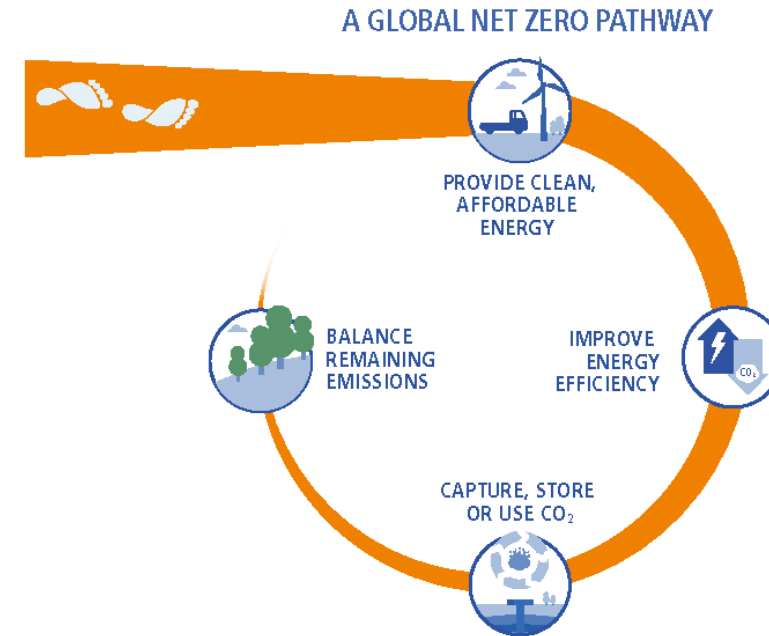 A GLOBAL NET ZERO PATHWAY
PROVIDE CLEAN,
AFFORDABLE
ENERGY
IMPROVE
ENERGY
EFFICIENCY
CO₂
CAPTURE, STORE
OR USE CO₂
BALANCE
REMAINING
EMISSIONS